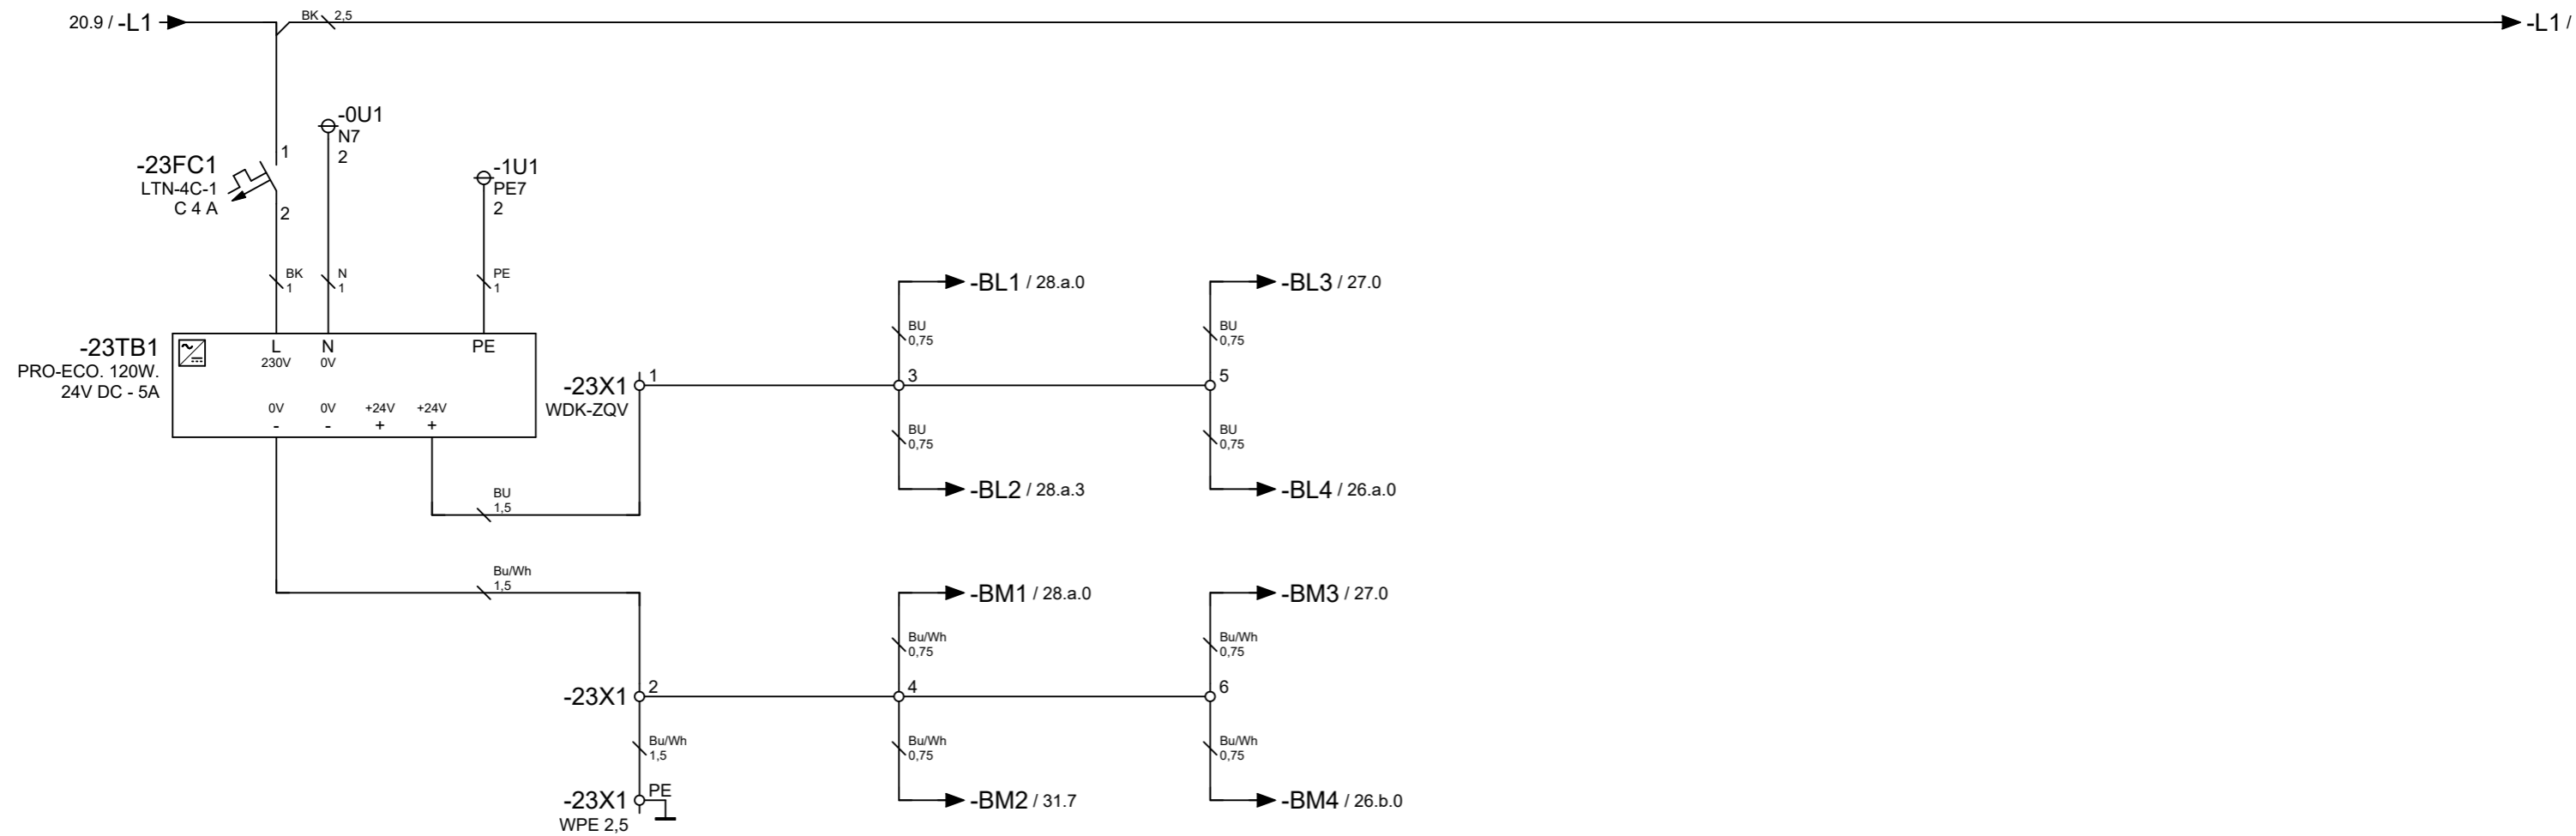 20.9 / -L1
BK 2,5
-L1 /
-0U1
N7
2
-23FC1
LTN-4C-1
C 4 A
1
2
-1U1
PE7
2
BK
1
N
1
PE
1
-23TB1
PRO-ECO. 120W.
24V DC - 5A
L
230V
N
0V
PE
0V
0V
+24V
+24V
-
-
+
+
-23X1
WDK-ZQV
1
3
5
-BL1 / 28.a.0
-BL3 / 27.0
BU
0,75
BU
0,75
BU
0,75
BU
0,75
-BL2 / 28.a.3
-BL4 / 26.a.0
BU
1,5
Bu/Wh
1,5
-BM1 / 28.a.0
-BM3 / 27.0
Bu/Wh
0,75
Bu/Wh
0,75
-23X1
2
4
6
Bu/Wh
1,5
Bu/Wh
0,75
Bu/Wh
0,75
-23X1
PE
WPE 2,5
-BM2 / 31.7
-BM4 / 26.b.0